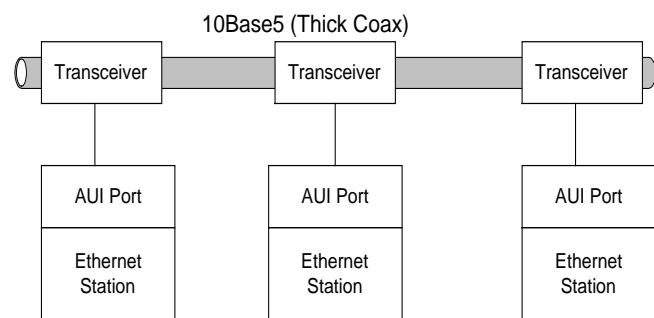 10Base5 (Thick Coax)
Transceiver
Transceiver
Transceiver
AUI Port
AUI Port
AUI Port
Ethernet
Station
Ethernet
Station
Ethernet
Station